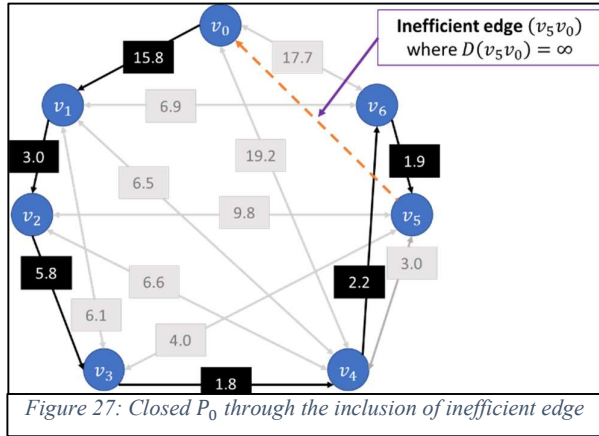 v₀
Inefficient edge (v₅v₀)
where D(v₅v₀) = ∞
15.8
17.7
v₁
6.9
v₆
3.0
19.2
1.9
6.5
v₂
9.8
v₅
5.8
6.6
2.2
3.0
6.1
4.0
v₃
v₄
1.8
Figure 27: Closed P₀ through the inclusion of inefficient edge